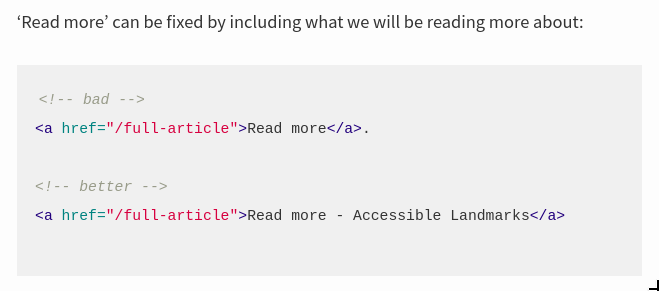 ‘Read more’ can be fixed by including what we will be reading more about:
<!-- bad -->
<a href="/full-article">Read more</a>.
<!-- better -->
<a href="/full-article">Read more - Accessible Landmarks</a>